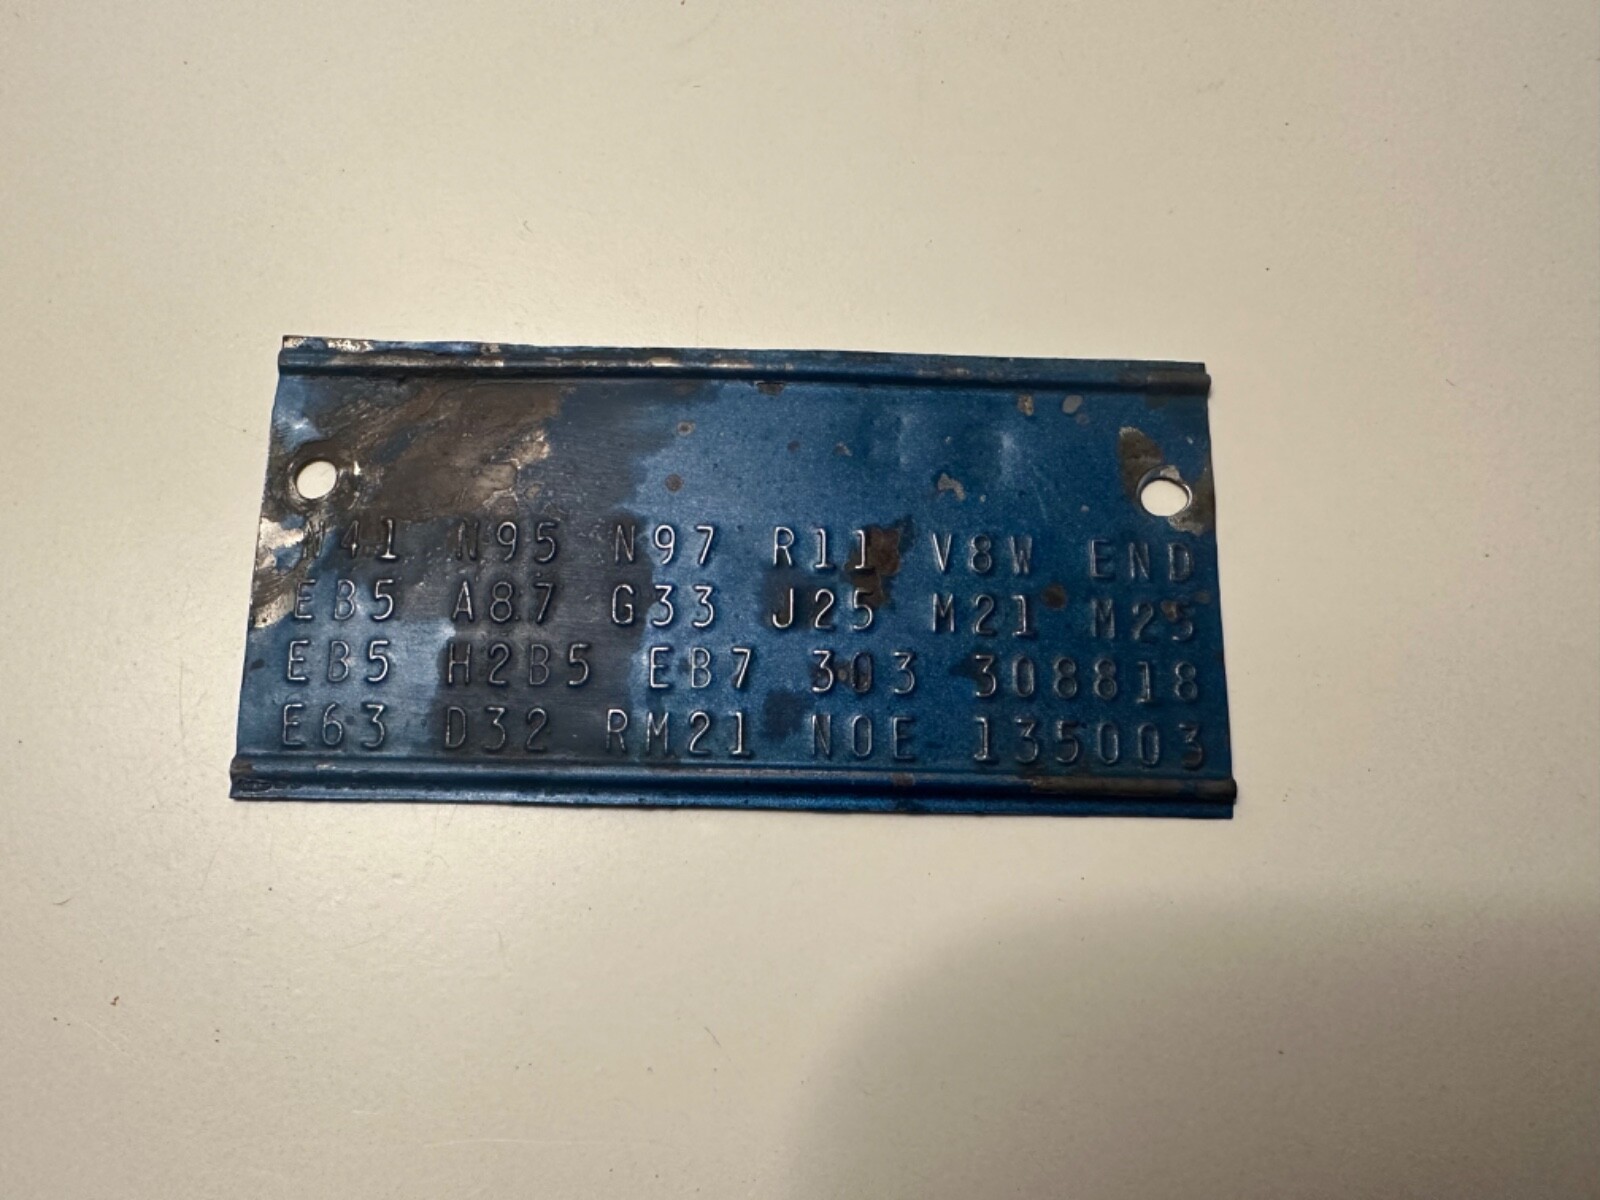 N41 N95 N97 R11 V8W END
EB5 A87 G33 J25 M21 M25
EB5 H2B5 EB7 303 308818
E63 D32 RM21 N0E 135003